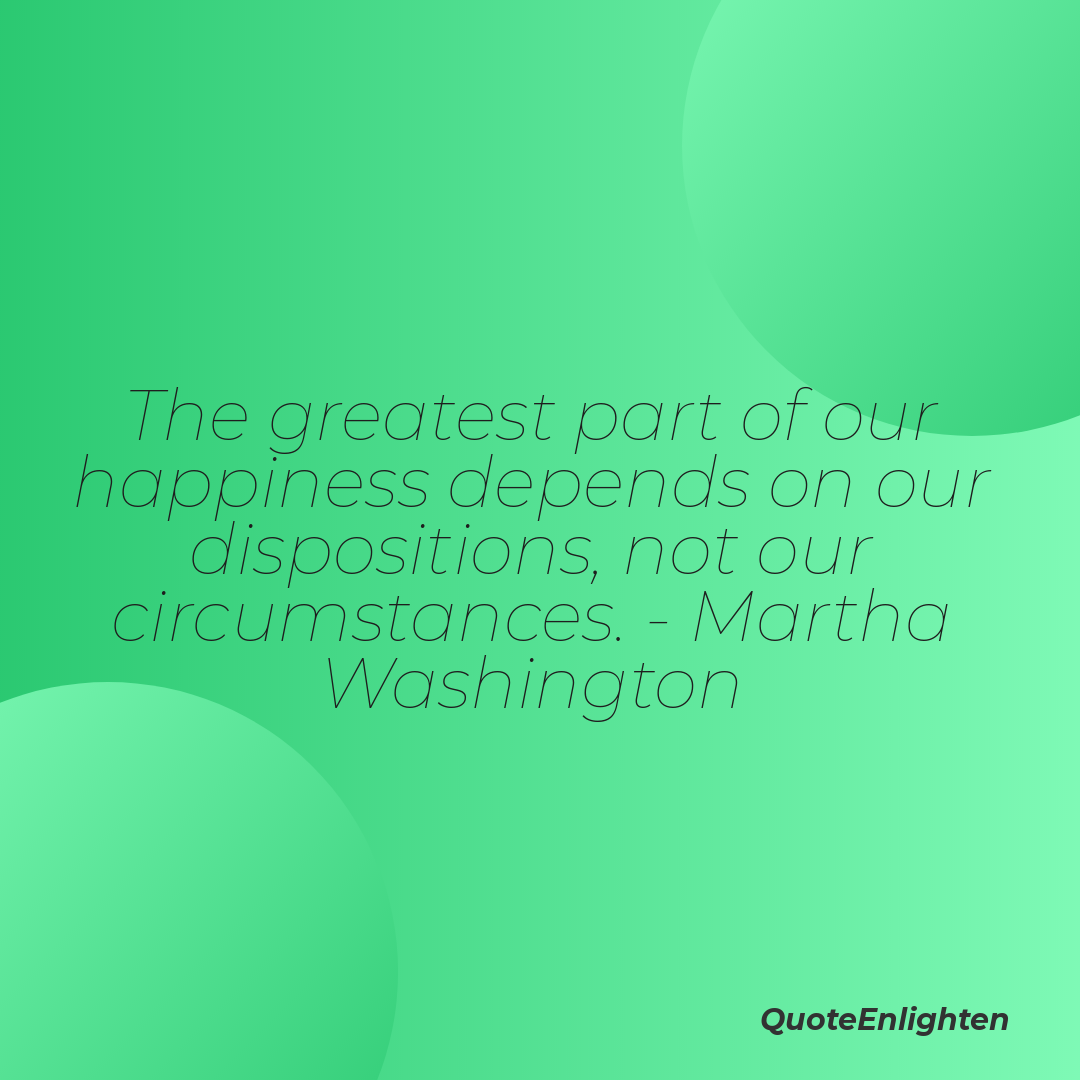 The greatest part of our
happiness depends on our
dispositions, not our
circumstances. - Martha
Washington
QuoteEnlighten